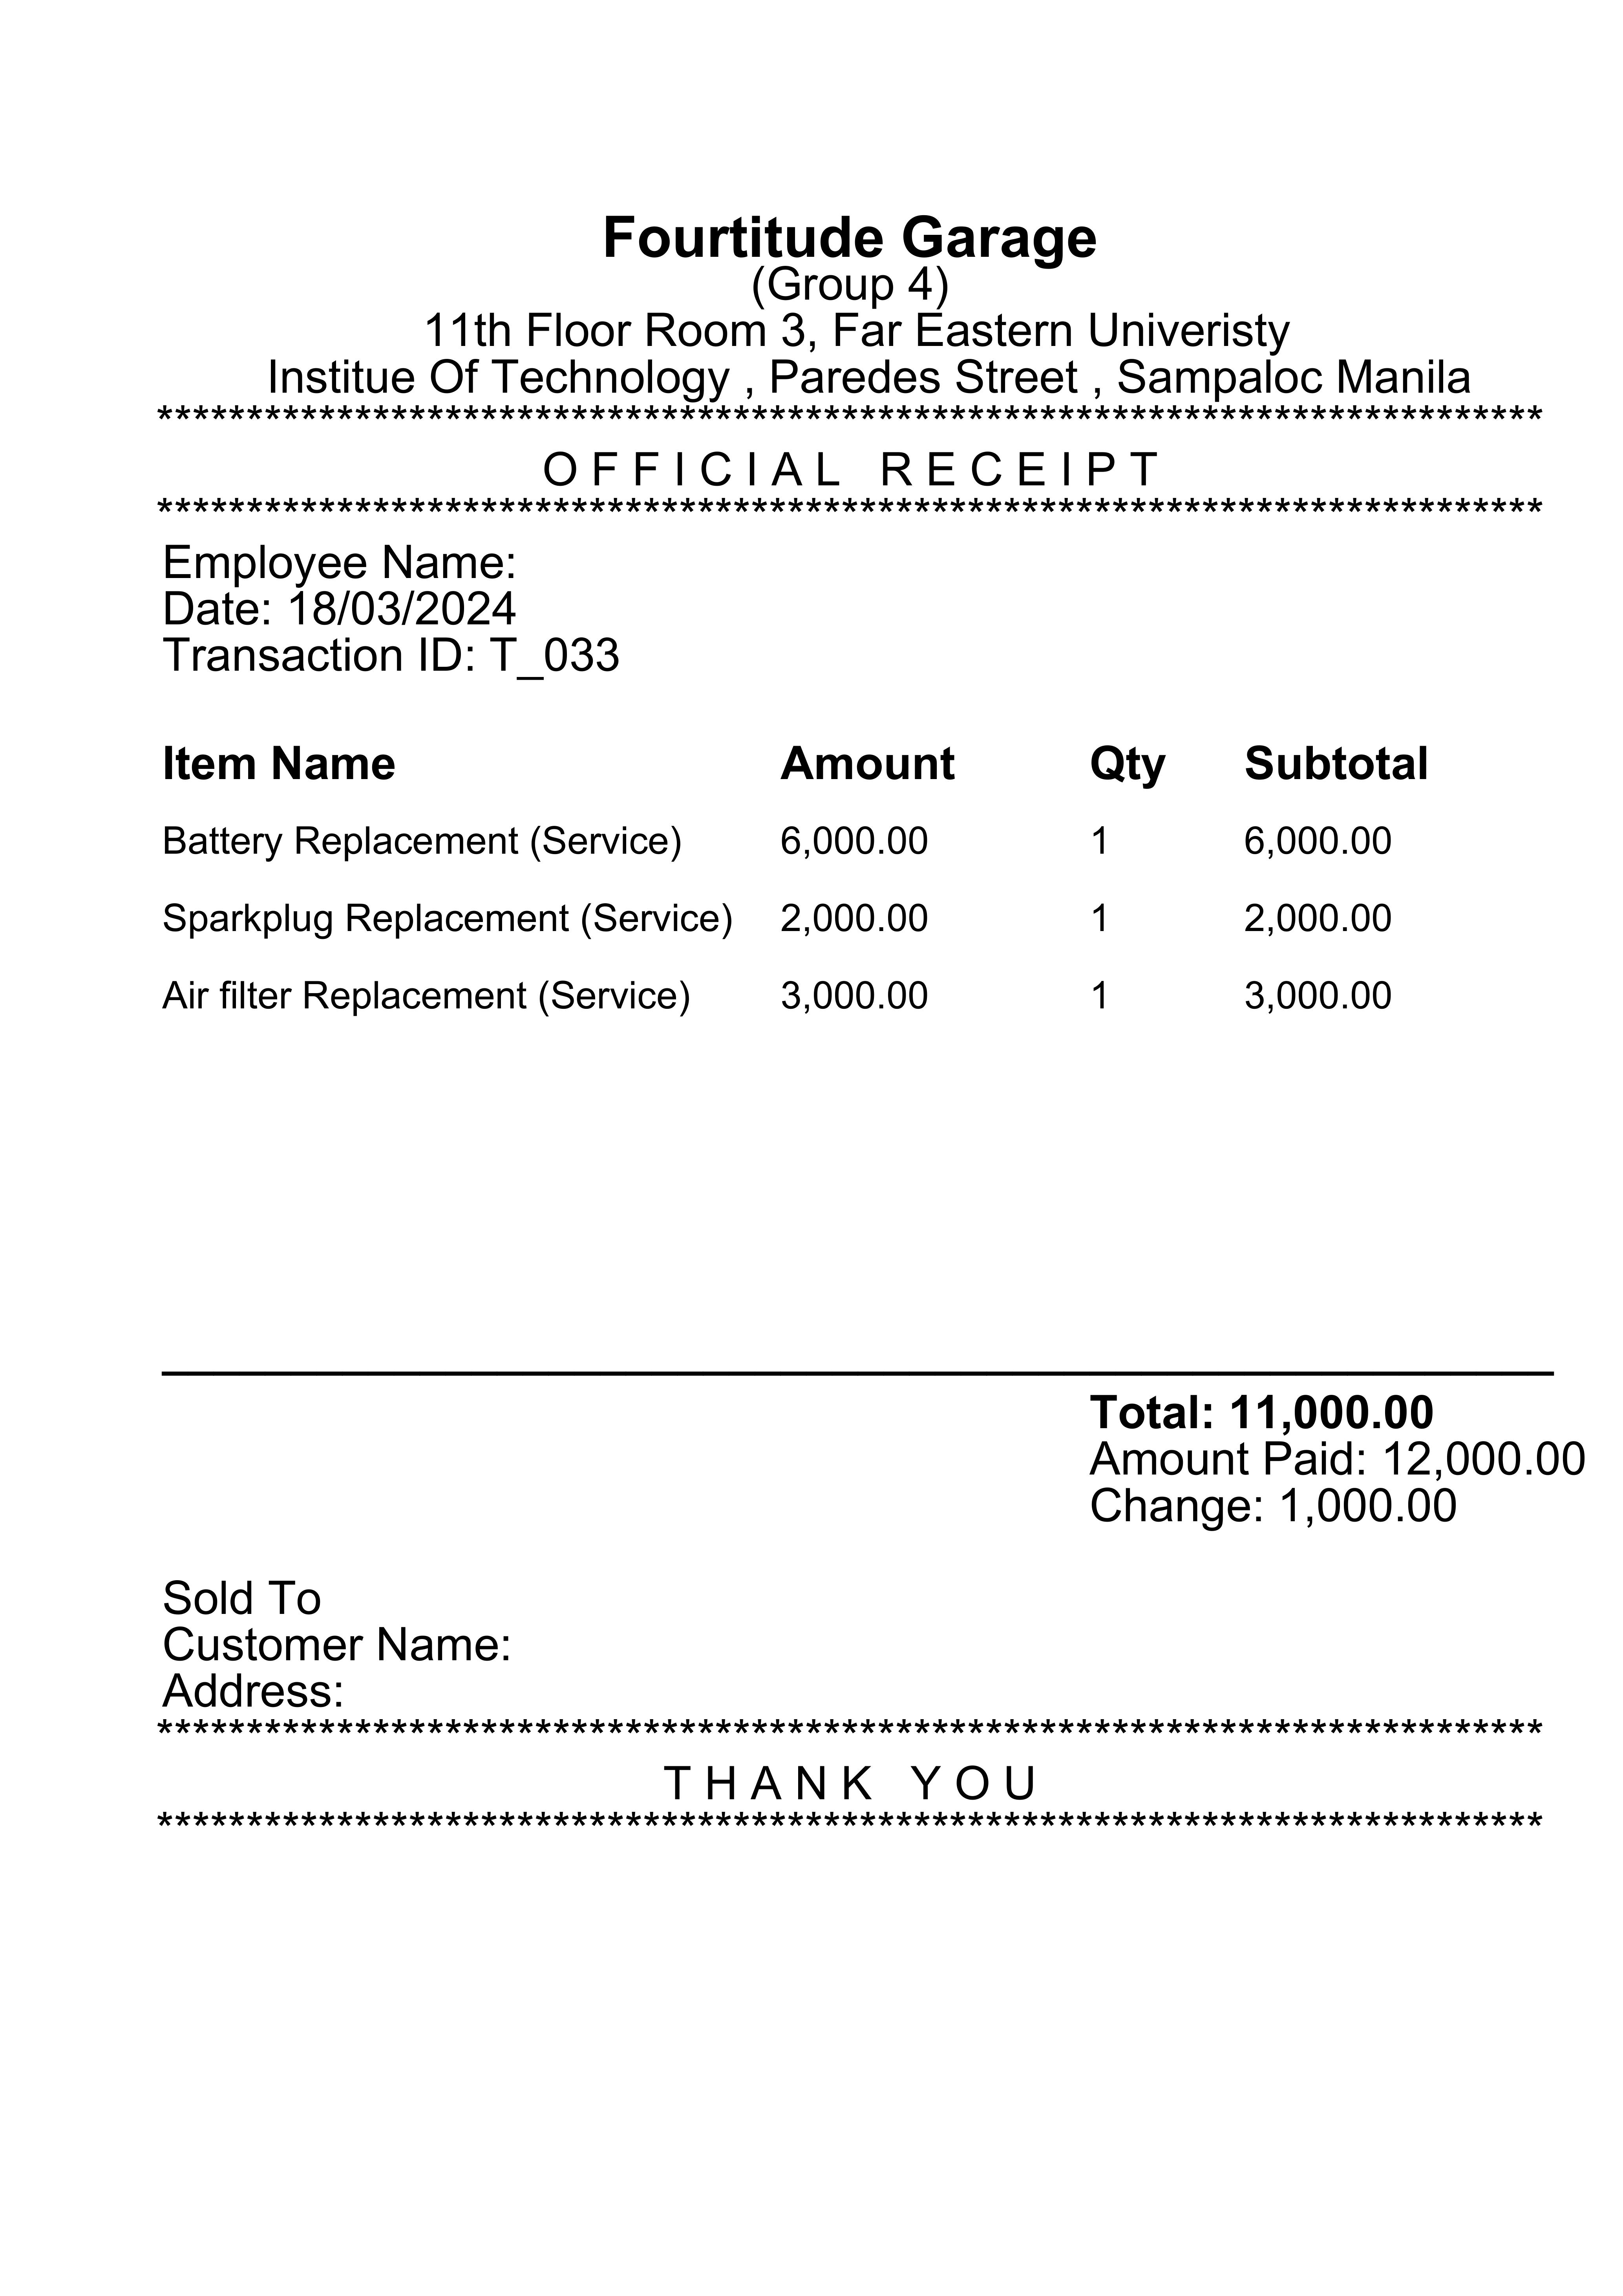 Fourtitude Garage
(Group 4)
11th Floor Room 3, Far Eastern Univeristy
Institue Of Technology , Paredes Street , Sampaloc Manila
*****************************************************************************
O F F I C I A L   R E C E I P T
*****************************************************************************
Employee Name:
Date: 18/03/2024
Transaction ID: T_033
Item Name Amount Qty Subtotal
Battery Replacement (Service) 6,000.00 1 6,000.00
Sparkplug Replacement (Service) 2,000.00 1 2,000.00
Air filter Replacement (Service) 3,000.00 1 3,000.00
Total: 11,000.00
Amount Paid: 12,000.00
Change: 1,000.00
Sold To
Customer Name:
Address:
*****************************************************************************
T H A N K   Y O U
*****************************************************************************